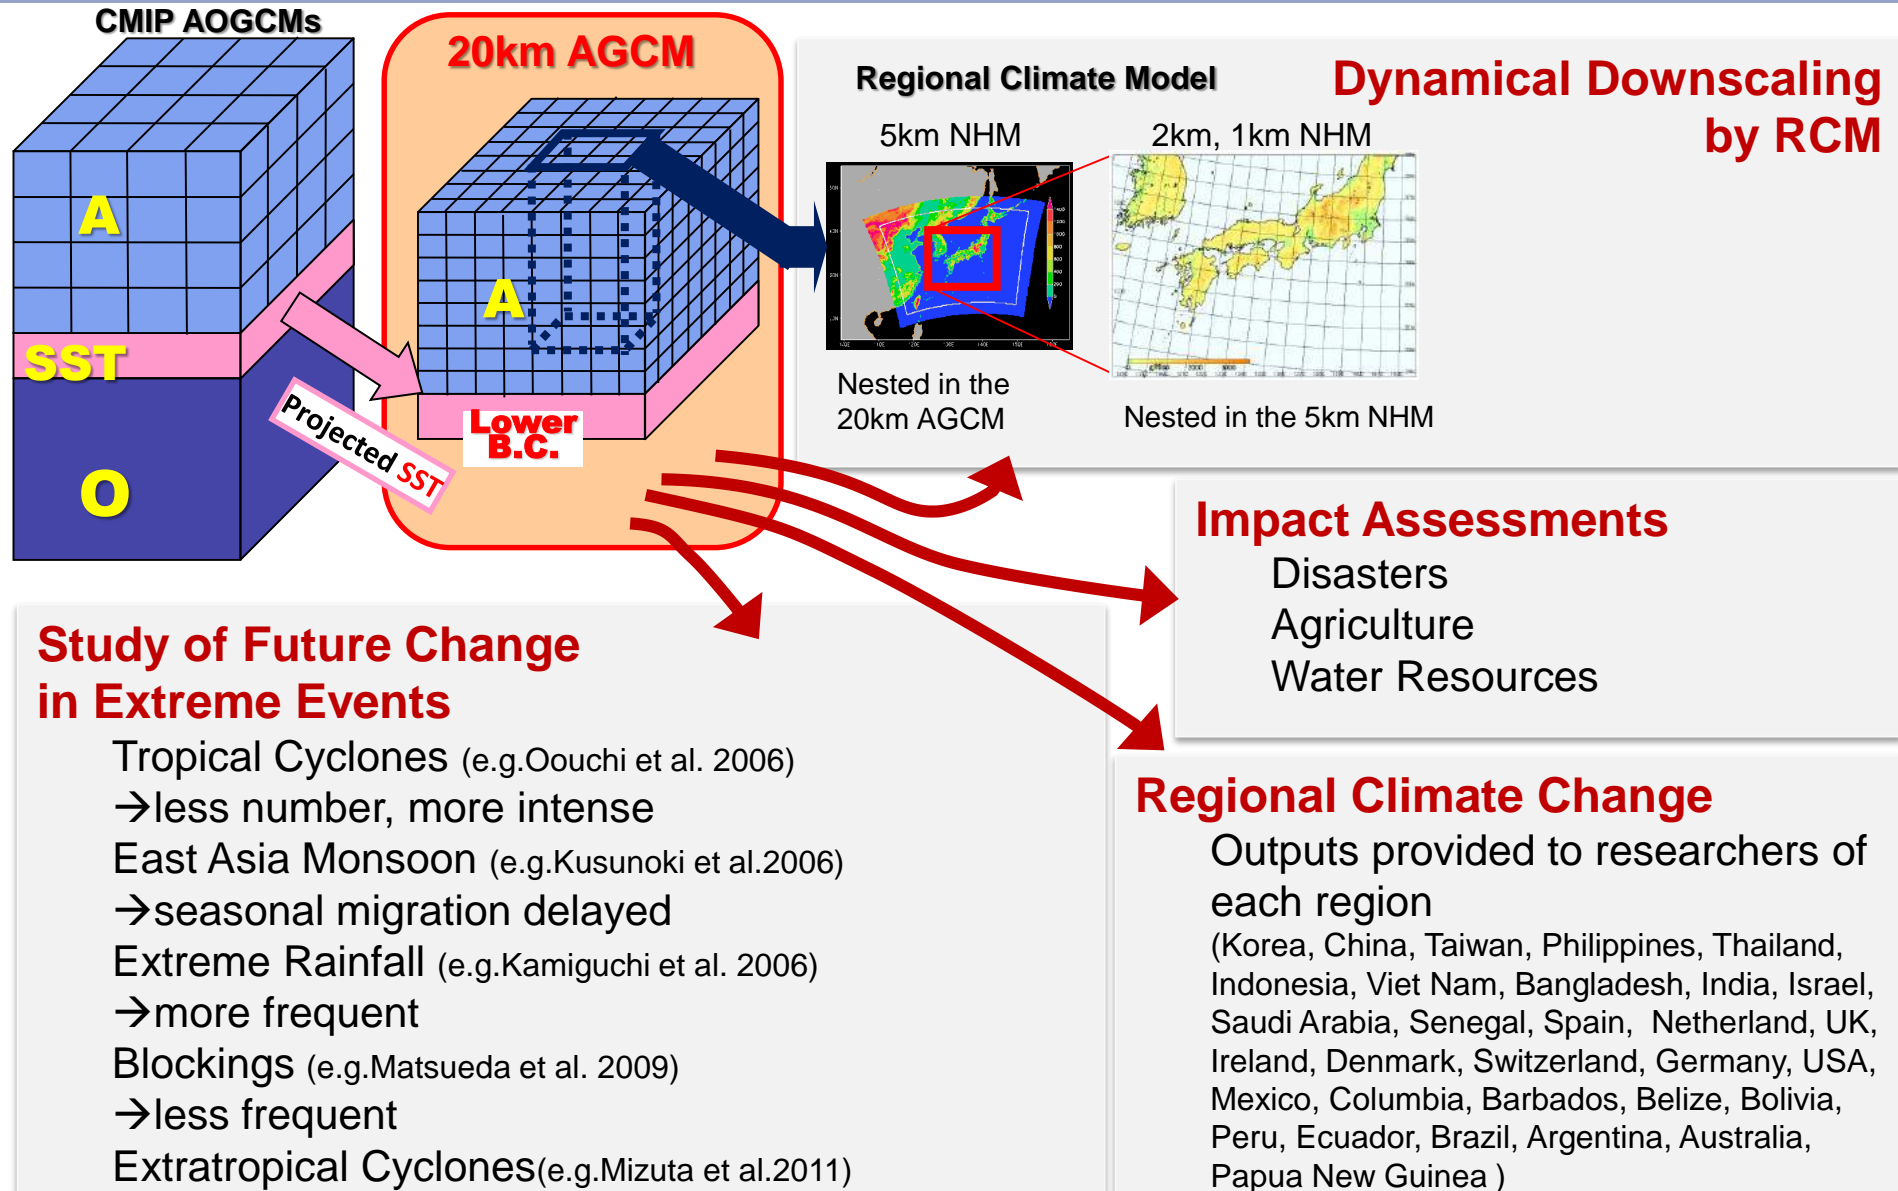 CMIP AOGCMs
A
SST
O
Projected SST
20km AGCM
A
Lower
B.C.
Dynamical Downscaling
by RCM
Regional Climate Model
5km NHM
2km, 1km NHM
Nested in the
20km AGCM
Nested in the 5km NHM
Impact Assessments
Disasters
Agriculture
Water Resources
Study of Future Change
in Extreme Events
Tropical Cyclones (e.g.Oouchi et al. 2006)
→less number, more intense
East Asia Monsoon (e.g.Kusunoki et al.2006)
→seasonal migration delayed
Extreme Rainfall (e.g.Kamiguchi et al. 2006)
→more frequent
Blockings (e.g.Matsueda et al. 2009)
→less frequent
Extratropical Cyclones(e.g.Mizuta et al.2011)
Regional Climate Change
Outputs provided to researchers of
each region
(Korea, China, Taiwan, Philippines, Thailand,
Indonesia, Viet Nam, Bangladesh, India, Israel,
Saudi Arabia, Senegal, Spain,  Netherland, UK,
Ireland, Denmark, Switzerland, Germany, USA,
Mexico, Columbia, Barbados, Belize, Bolivia,
Peru, Ecuador, Brazil, Argentina, Australia,
Papua New Guinea )